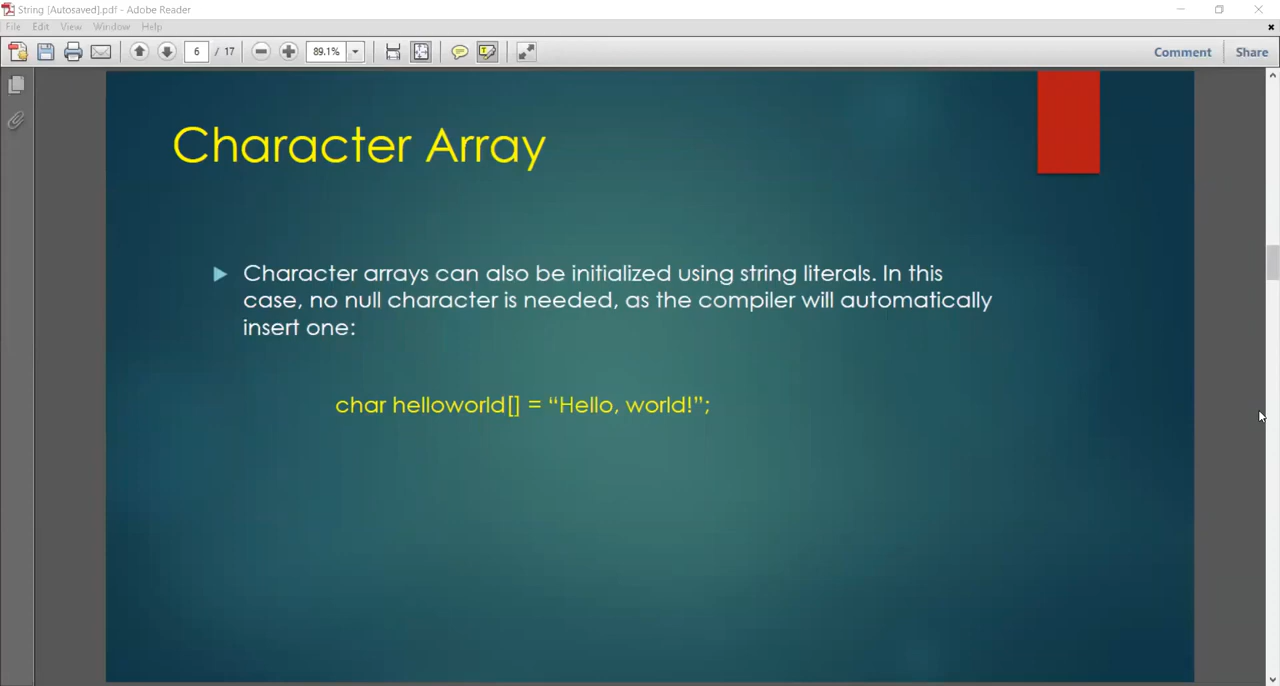 String [Autosaved].pdf - Adobe Reader
File Edit View Window Help
6 / 17 89.1% Comment Share
Character Array
Character arrays can also be initialized using string literals. In this
case, no null character is needed, as the compiler will automatically
insert one:
char helloworld[] = “Hello, world!”;